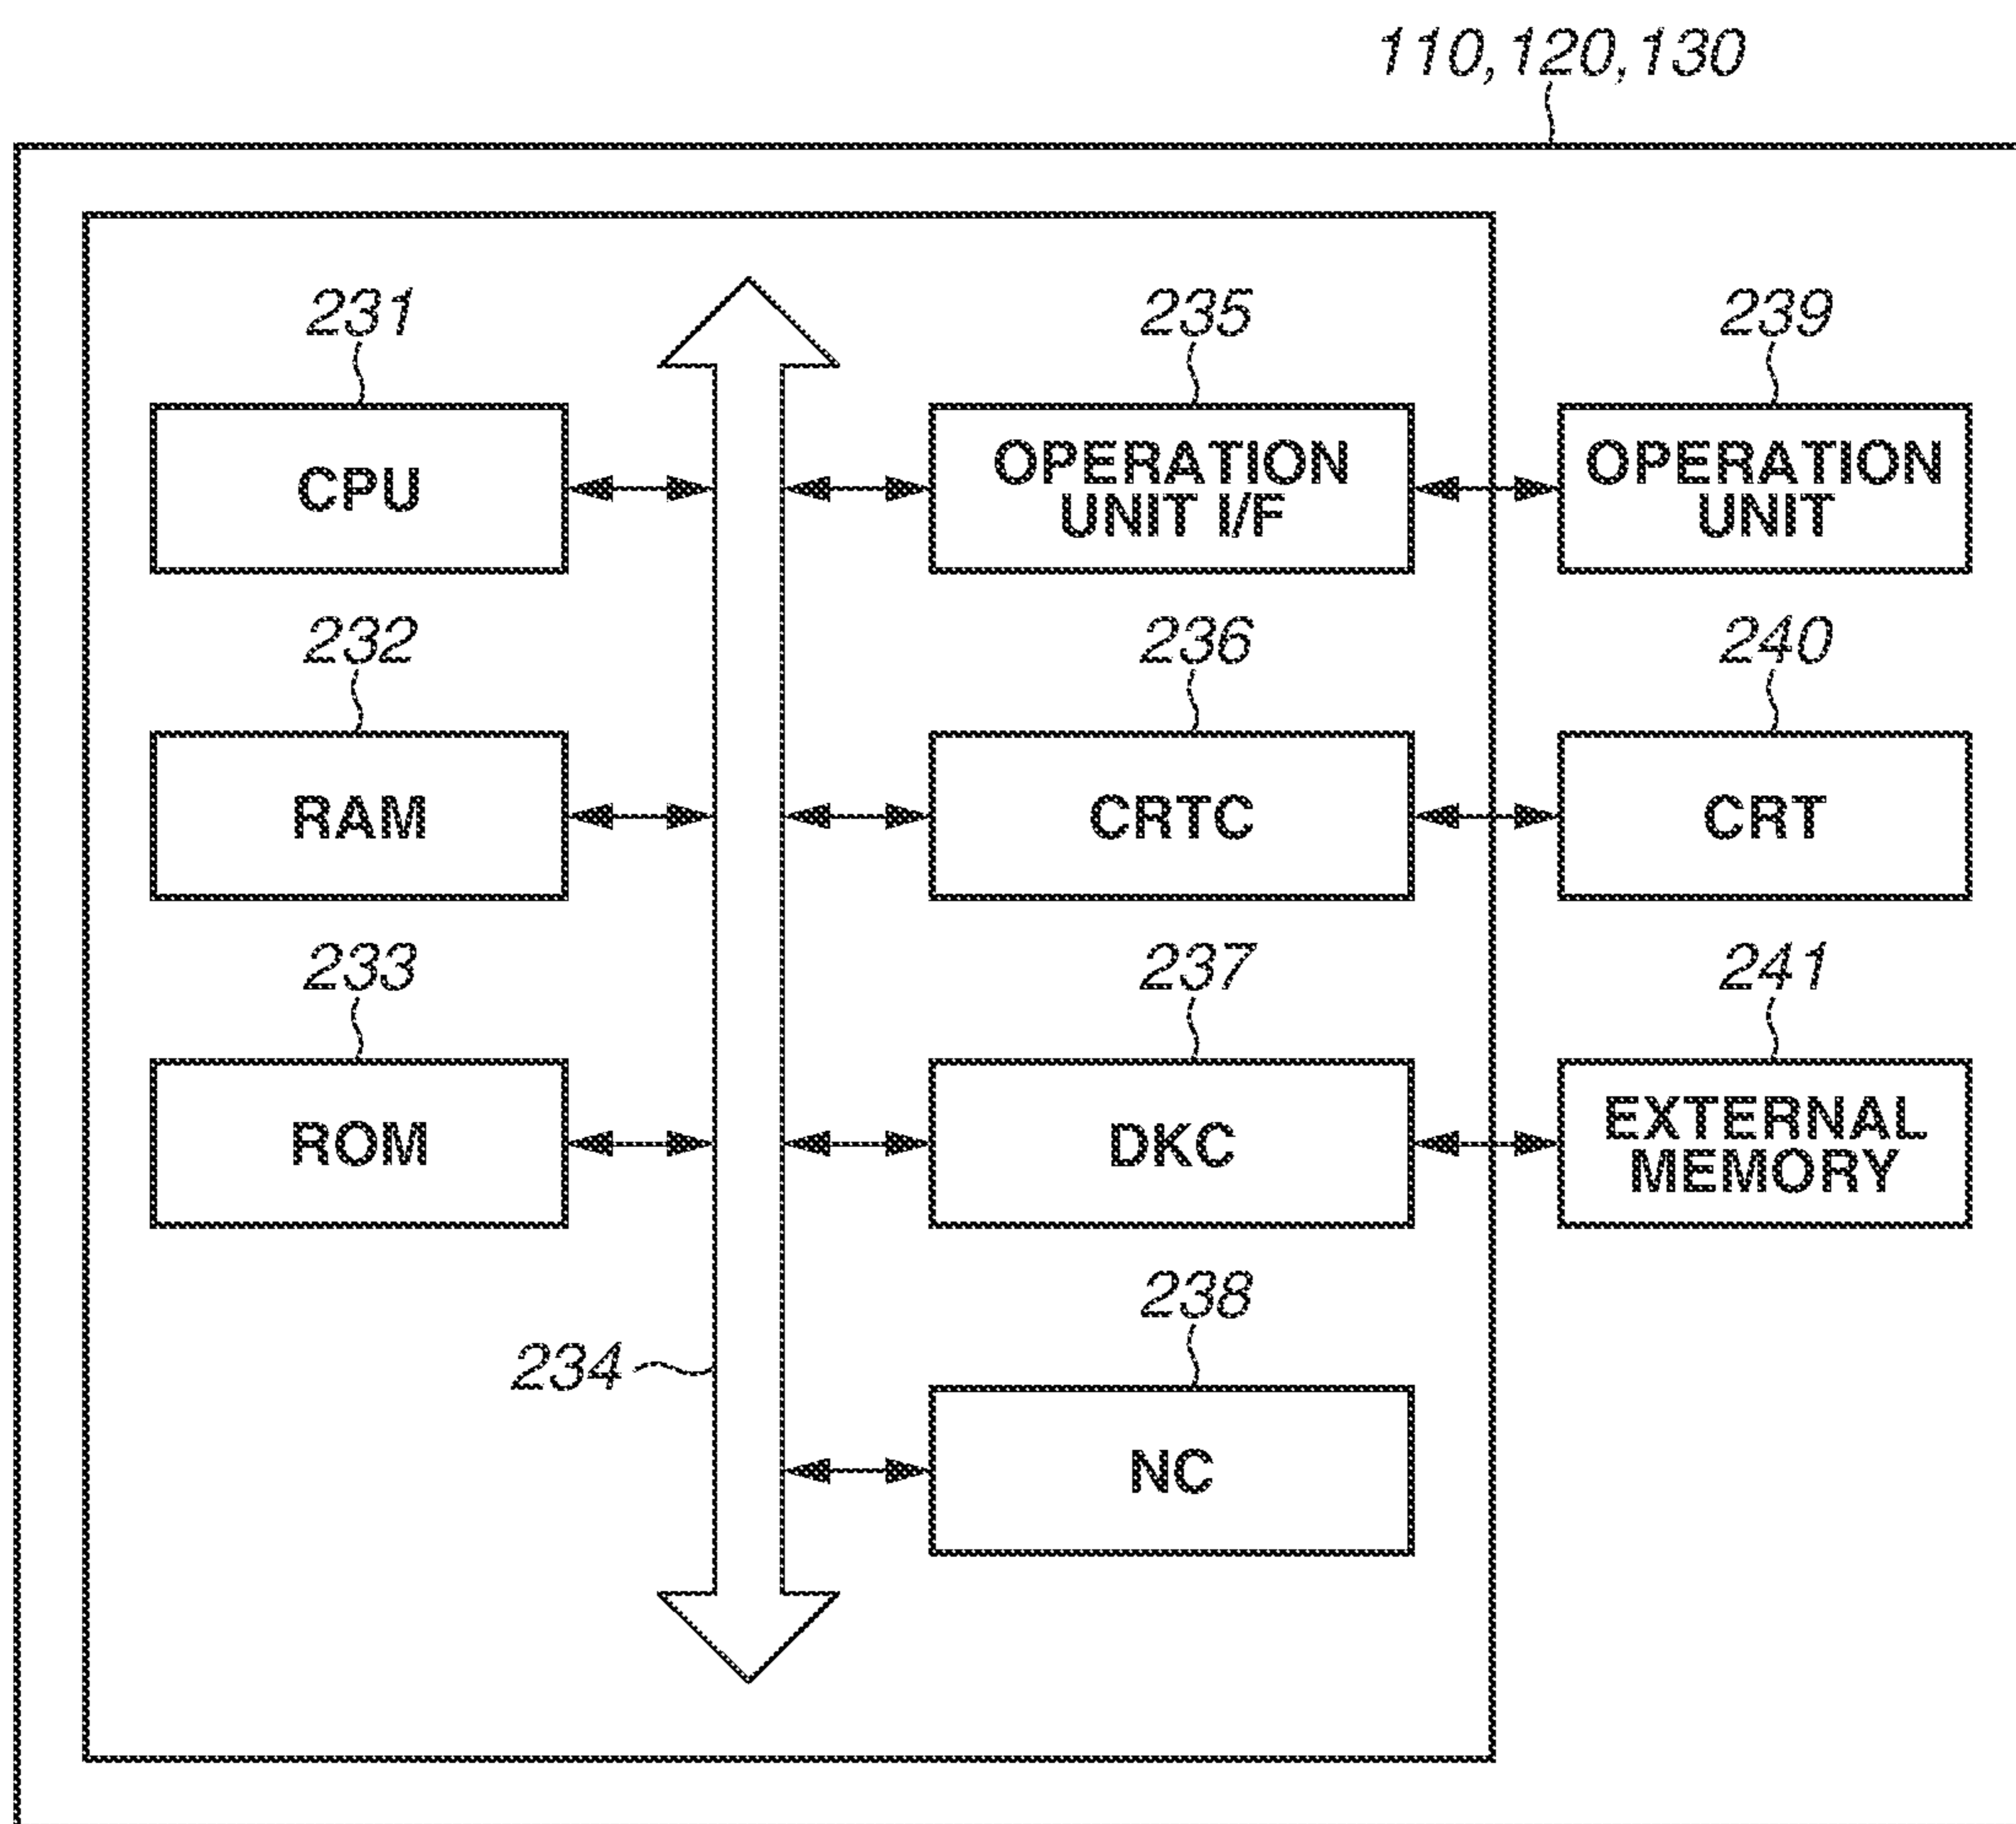 110,120,130
231
235
239
CPU
OPERATION
UNIT I/F
OPERATION
UNIT
232
236
240
RAM
CRTC
CRT
233
237
241
ROM
DKC
EXTERNAL
MEMORY
238
234
NC